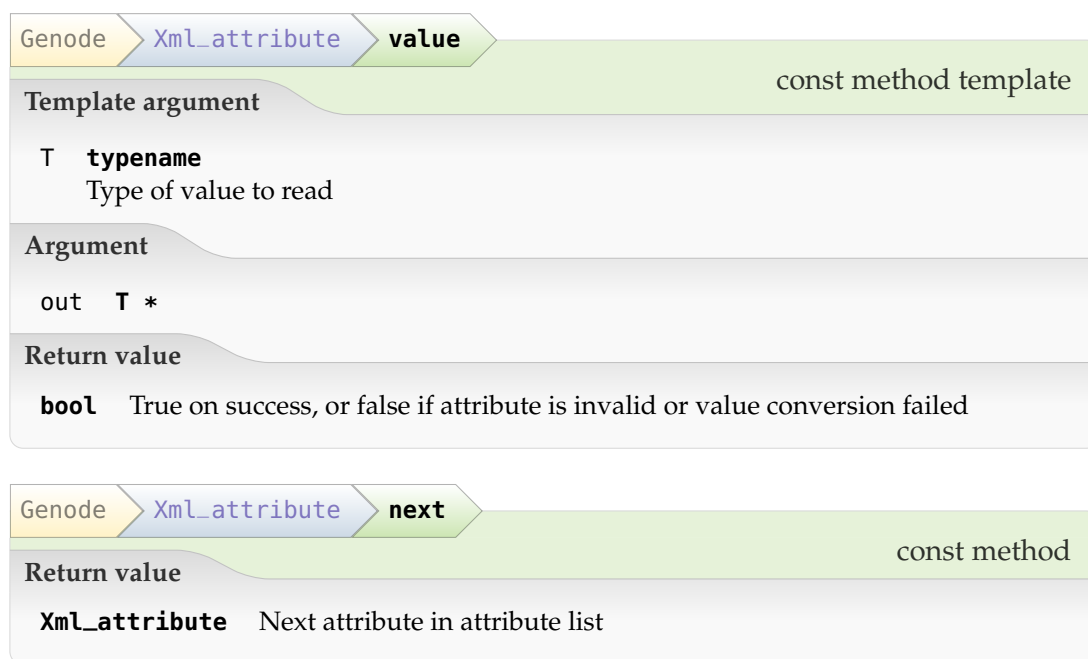 Genode Xml_attribute value
const method template
Template argument
T typename
Type of value to read
Argument
out T *
Return value
bool True on success, or false if attribute is invalid or value conversion failed
Genode Xml_attribute next
const method
Return value
Xml_attribute Next attribute in attribute list